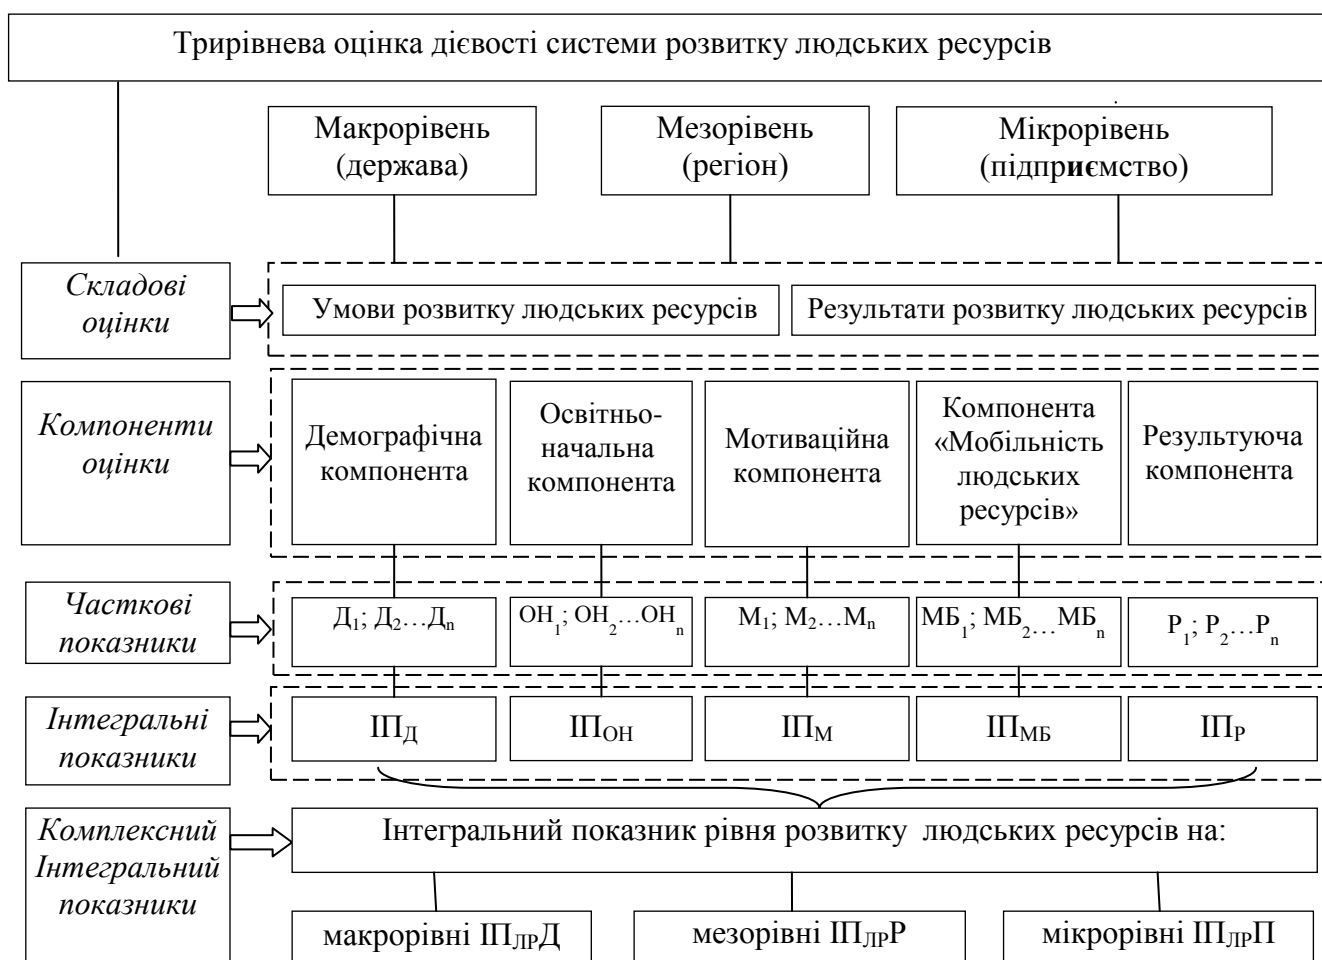 Трирівнева оцінка дієвості системи розвитку людських ресурсів
Макрорівень
(держава)
Мезорівень
(регіон)
Мікрорівень
(підприємство)
Складові
оцінки
Умови розвитку людських ресурсів
Результати розвитку людських ресурсів
Компоненти
оцінки
Демографічна
компонента
Освітньо-
начальна
компонента
Мотиваційна
компонента
Компонента
«Мобільність
людських
ресурсів»
Результуюча
компонента
Часткові
показники
Д₁; Д₂…Дₙ
ОН₁; ОН₂…ОНₙ
М₁; М₂…Мₙ
МБ₁; МБ₂…МБₙ
Р₁; Р₂…Рₙ
Інтегральні
показники
ІПД
ІПОН
ІПМ
ІПМБ
ІПР
Комплексний
Інтегральний
показники
Інтегральний показник рівня розвитку людських ресурсів на:
макрорівні ІПЛРД
мезорівні ІПЛРР
мікрорівні ІПЛРП